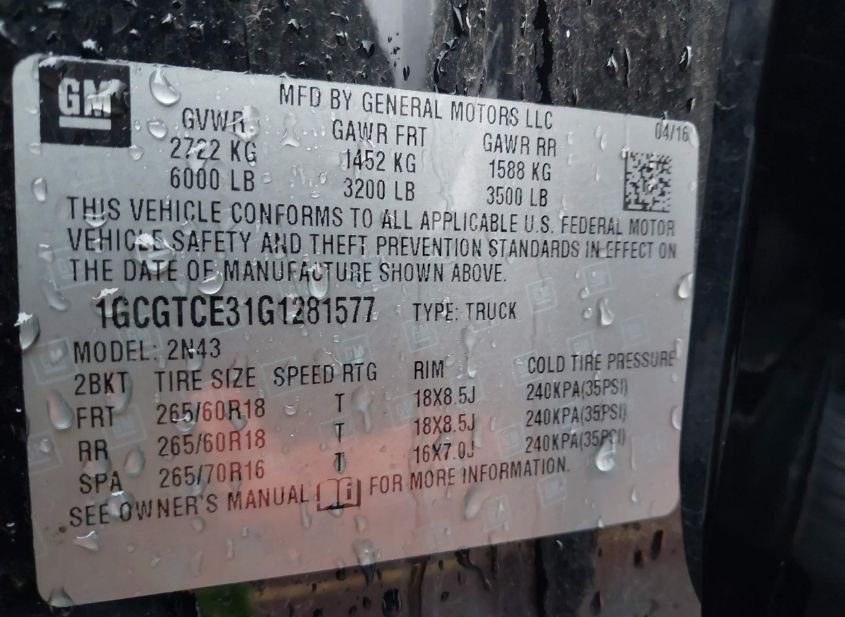 GM
MFD BY GENERAL MOTORS LLC
04/16
GVWR GAWR FRT GAWR RR
2722 KG 1452 KG 1588 KG
6000 LB 3200 LB 3500 LB
THIS VEHICLE CONFORMS TO ALL APPLICABLE U.S. FEDERAL MOTOR
VEHICLE SAFETY AND THEFT PREVENTION STANDARDS IN EFFECT ON
THE DATE OF MANUFACTURE SHOWN ABOVE.
1GCGTCE31G1281577 TYPE: TRUCK
MODEL: 2N43
2BKT TIRE SIZE SPEED RTG RIM COLD TIRE PRESSURE
FRT 265/60R18 T 18X8.5J 240KPA(35PSI)
RR 265/60R18 T 18X8.5J 240KPA(35PSI)
SPA 265/70R16 T 16X7.0J 240KPA(35PSI)
SEE OWNER'S MANUAL FOR MORE INFORMATION.